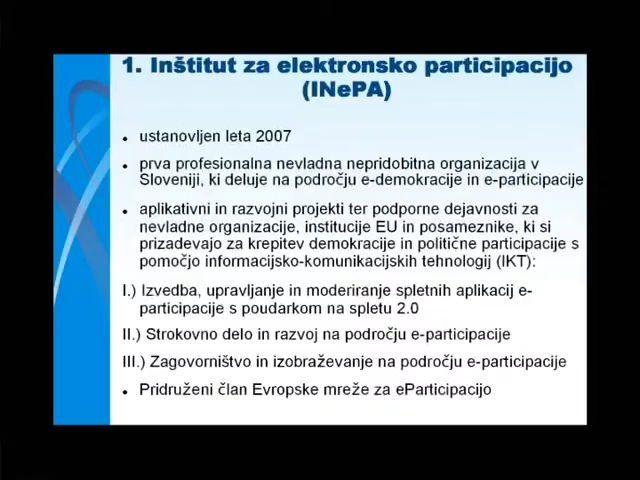 1. Inštitut za elektronsko participacijo
(INePA)
• ustanovljen leta 2007
• prva profesionalna nevladna nepridobitna organizacija v
Sloveniji, ki deluje na področju e-demokracije in e-participacije
• aplikativni in razvojni projekti ter podporne dejavnosti za
nevladne organizacije, institucije EU in posameznike, ki si
prizadevajo za krepitev demokracije in politične participacije s
pomočjo informacijsko-komunikacijskih tehnologij (IKT):
I.) Izvedba, upravljanje in moderiranje spletnih aplikacij e-
participacije s poudarkom na spletu 2.0
II.) Strokovno delo in razvoj na področju e-participacije
III.) Zagovorništvo in izobraževanje na področju e-participacije
• Pridruženi član Evropske mreže za eParticipacijo